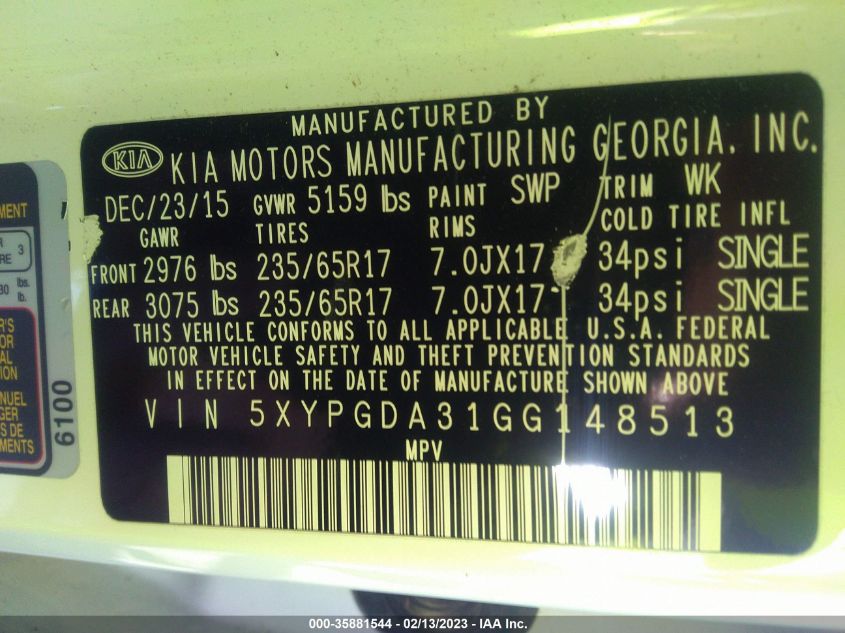 MANUFACTURED BY
KIA KIA MOTORS MANUFACTURING GEORGIA, INC.
DEC/23/15 GVWR 5159 lbs PAINT SWP TRIM WK
GAWR TIRES RIMS COLD TIRE INFL
FRONT 2976 lbs 235/65R17 7.0JX17 34psi SINGLE
REAR 3075 lbs 235/65R17 7.0JX17 34psi SINGLE
THIS VEHICLE CONFORMS TO ALL APPLICABLE U.S.A. FEDERAL
MOTOR VEHICLE SAFETY AND THEFT PREVENTION STANDARDS
IN EFFECT ON THE DATE OF MANUFACTURE SHOWN ABOVE
VIN 5XYPGDA31GG148513
MPV
6100
000-35881544 — 02/13/2023 — IAA Inc.